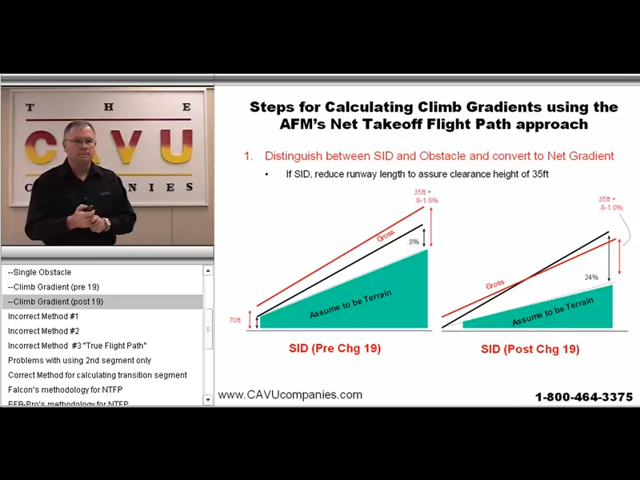 THE
CAVU
COMPANIES
Steps for Calculating Climb Gradients using the
AFM's Net Takeoff Flight Path approach
1. Distinguish between SID and Obstacle and convert to Net Gradient
• If SID, reduce runway length to assure clearance height of 35ft
35ft +
.8-1.0%
Gross
.8%
Assume to be Terrain
70ft
SID (Pre Chg 19)
35ft +
.8-1.0%
Gross
24%
Assume to be Terrain
SID (Post Chg 19)
--Single Obstacle
--Climb Gradient (pre 19)
--Climb Gradient (post 19)
Incorrect Method #1
Incorrect Method #2
Incorrect Method #3 "True Flight Path"
Problems with using 2nd segment only
Correct Method for calculating transition segment
Falcon's methodology for NTFP
EFB-Pro's methodology for NTFP
www.CAVUcompanies.com
1-800-464-3375